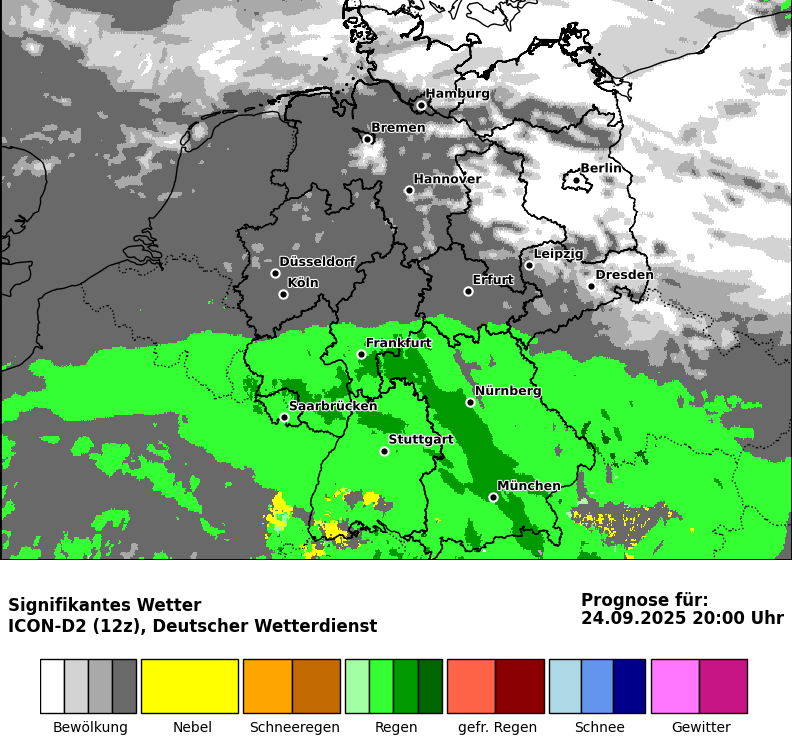 Hamburg
Bremen
Berlin
Hannover
Leipzig
Düsseldorf
Dresden
Köln
Erfurt
Frankfurt
Nürnberg
Saarbrücken
Stuttgart
München
Signifikantes Wetter
ICON-D2 (12z), Deutscher Wetterdienst
Prognose für:
24.09.2025 20:00 Uhr
Bewölkung Nebel Schneeregen Regen gefr. Regen Schnee Gewitter